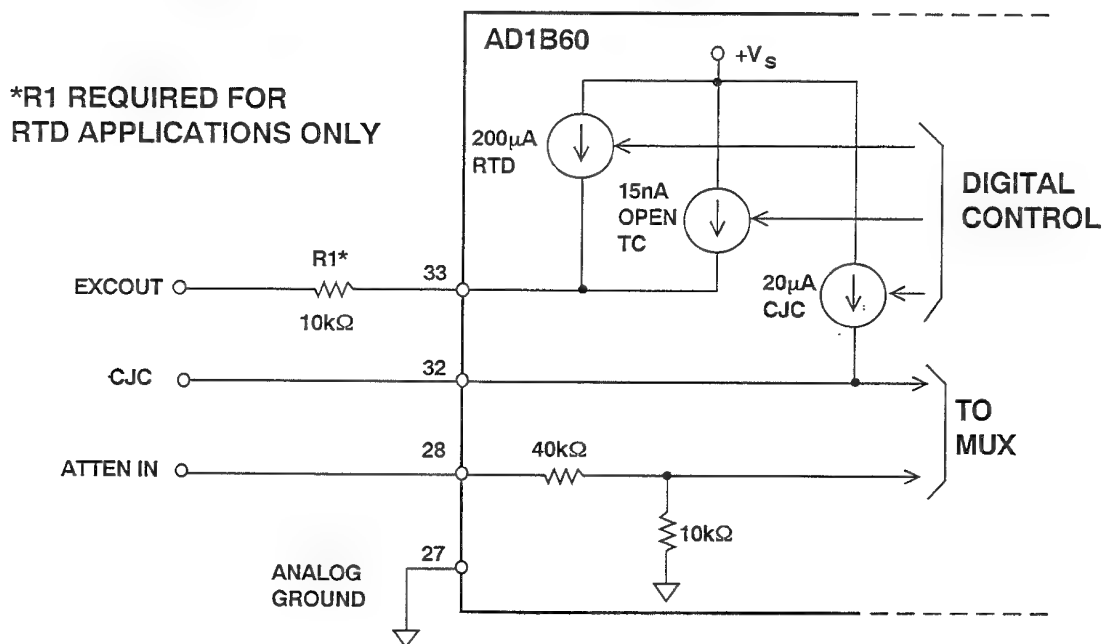 AD1B60
+VS
*R1 REQUIRED FOR
RTD APPLICATIONS ONLY
200µA
RTD
15nA
OPEN
TC
20µA
CJC
DIGITAL
CONTROL
EXCOUT
R1*
10kΩ
33
CJC
32
TO
MUX
ATTEN IN
28
40kΩ
10kΩ
27
ANALOG
GROUND